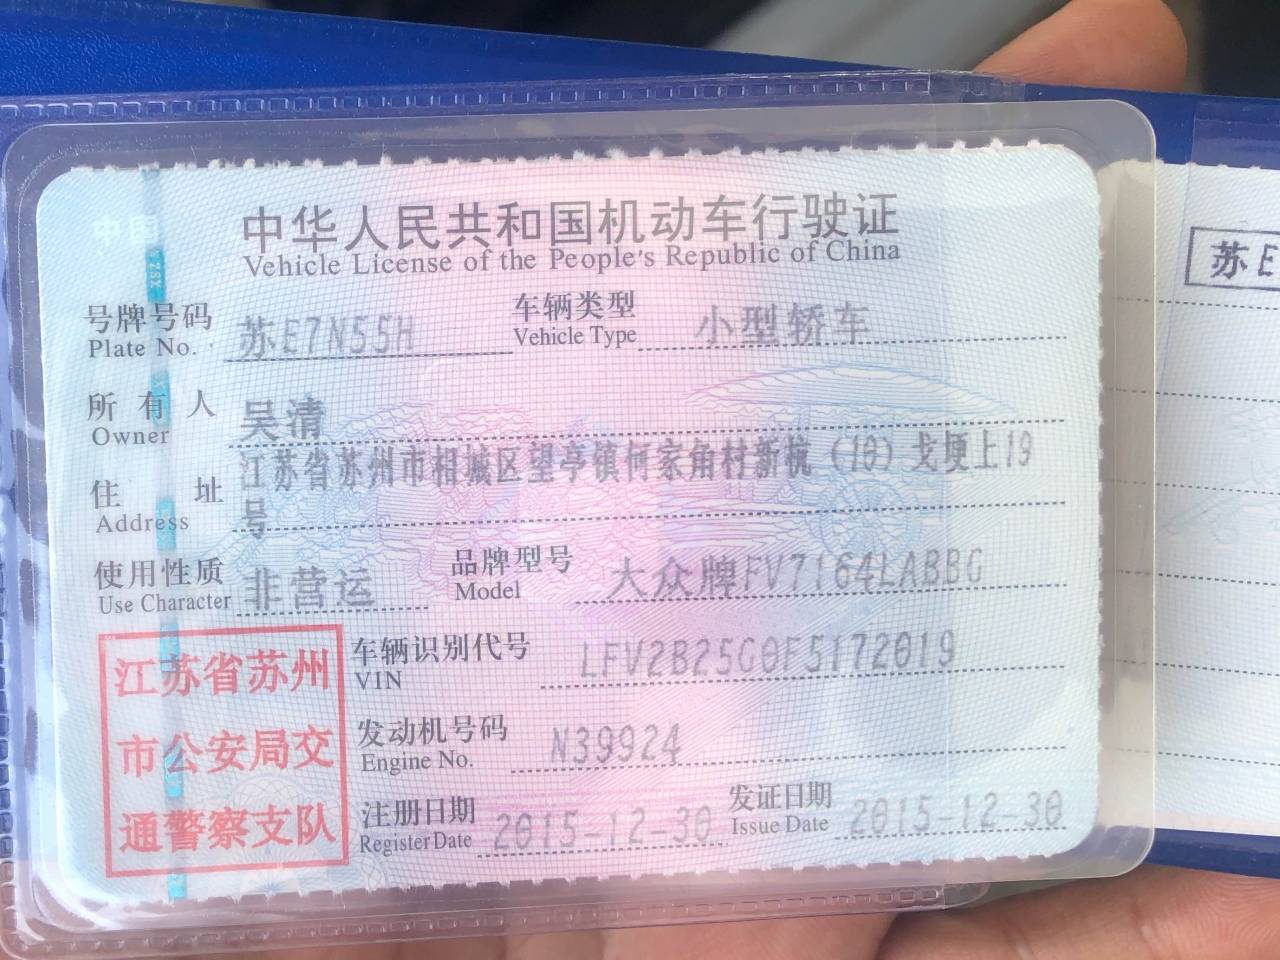 中国
中华人民共和国机动车行驶证
Vehicle License of the People's Republic of China
号牌号码 苏E7N55H 车辆类型 小型轿车
Plate No. Vehicle Type
所有人 吴清
Owner
住址 江苏省苏州市相城区望亭镇何家角村新杭（10）戈埂上19
Address 号
使用性质 非营运 品牌型号 大众牌FV7164LABBG
Use Character Model
江苏省苏州
市公安局交
通警察支队
车辆识别代号 LFV2B25G0F5172019
VIN
发动机号码 N39924
Engine No.
注册日期 2015-12-30 发证日期 2015-12-30
Register Date Issue Date
苏E